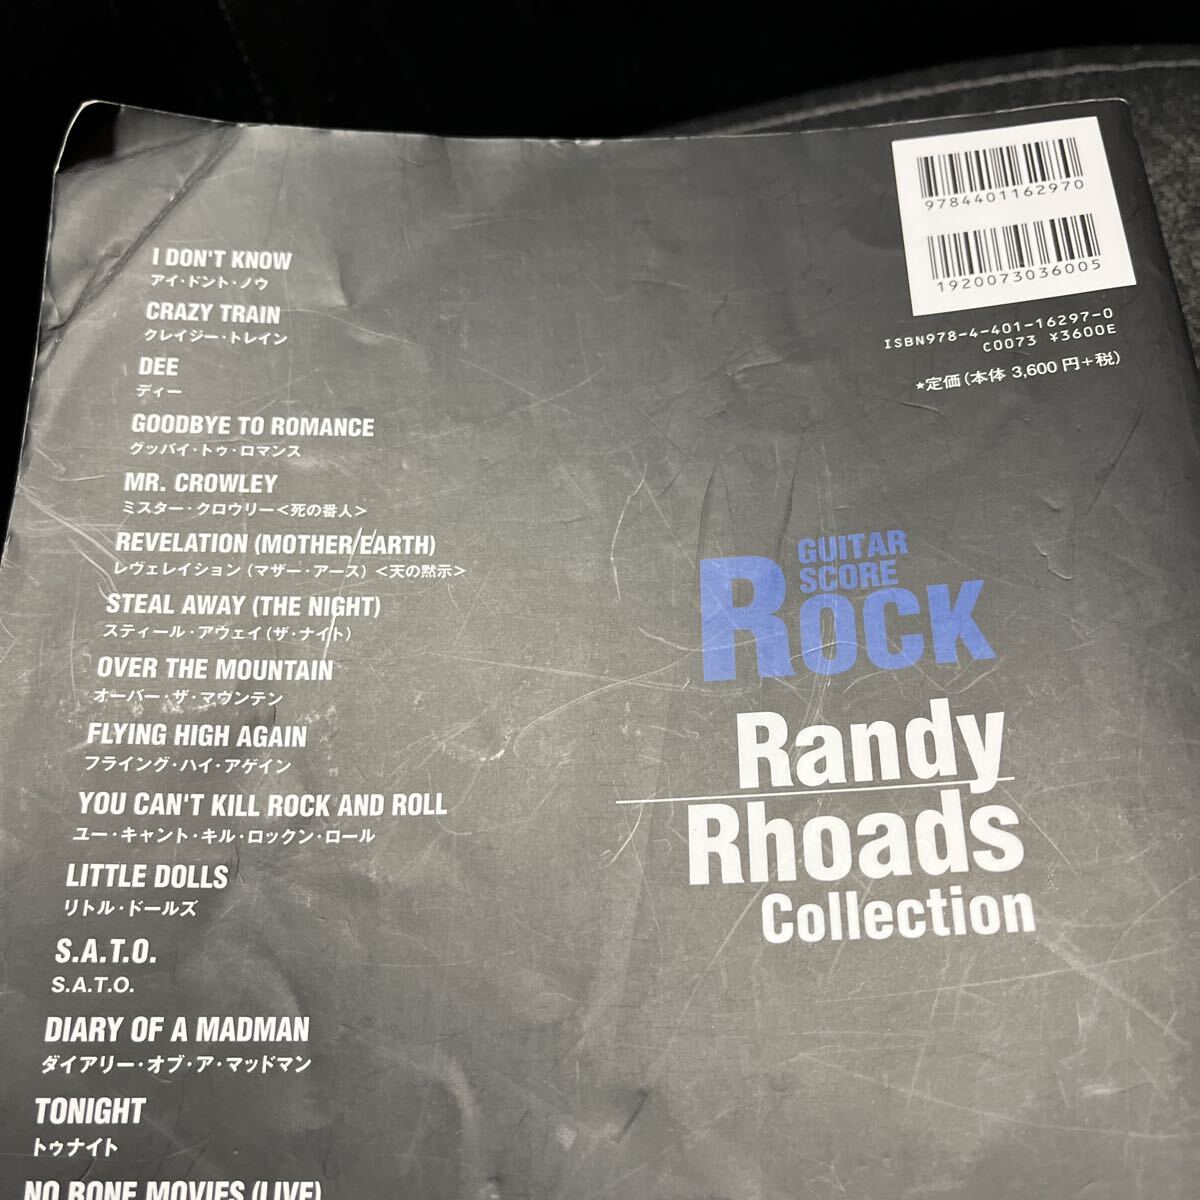 I DON'T KNOW
アイ・ドント・ノウ
CRAZY TRAIN
クレイジー・トレイン
DEE
ディー
GOODBYE TO ROMANCE
グッバイ・トゥ・ロマンス
MR. CROWLEY
ミスター・クロウリー<死の番人>
REVELATION (MOTHER EARTH)
レヴェレイション (マザー・アース) <天の黙示>
STEAL AWAY (THE NIGHT)
スティール・アウェイ (ザ・ナイト)
OVER THE MOUNTAIN
オーバー・ザ・マウンテン
FLYING HIGH AGAIN
フライング・ハイ・アゲイン
YOU CAN'T KILL ROCK AND ROLL
ユー・キャント・キル・ロックン・ロール
LITTLE DOLLS
リトル・ドールズ
S.A.T.O.
S.A.T.O.
DIARY OF A MADMAN
ダイアリー・オブ・ア・マッドマン
TONIGHT
トゥナイト
NO BONE MOVIES (LIVE)
9784401162970
1920073036005
ISBN978-4-401-16297-0
C0073 ¥3600E
★定価(本体 3,600 円+税)
GUITAR
SCORE
ROCK
Randy
Rhoads
Collection